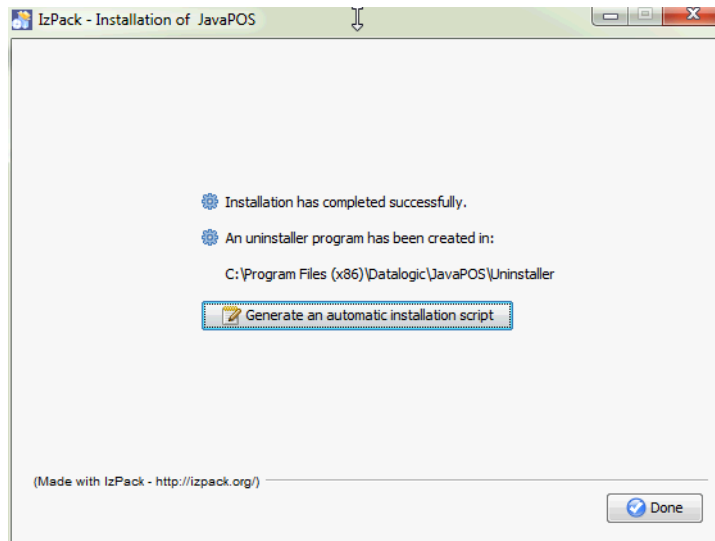 IzPack - Installation of JavaPOS
Installation has completed successfully.
An uninstaller program has been created in:
C:\Program Files (x86)\Datalogic\JavaPOS\Uninstaller
Generate an automatic installation script
(Made with IzPack - http://izpack.org/)
Done